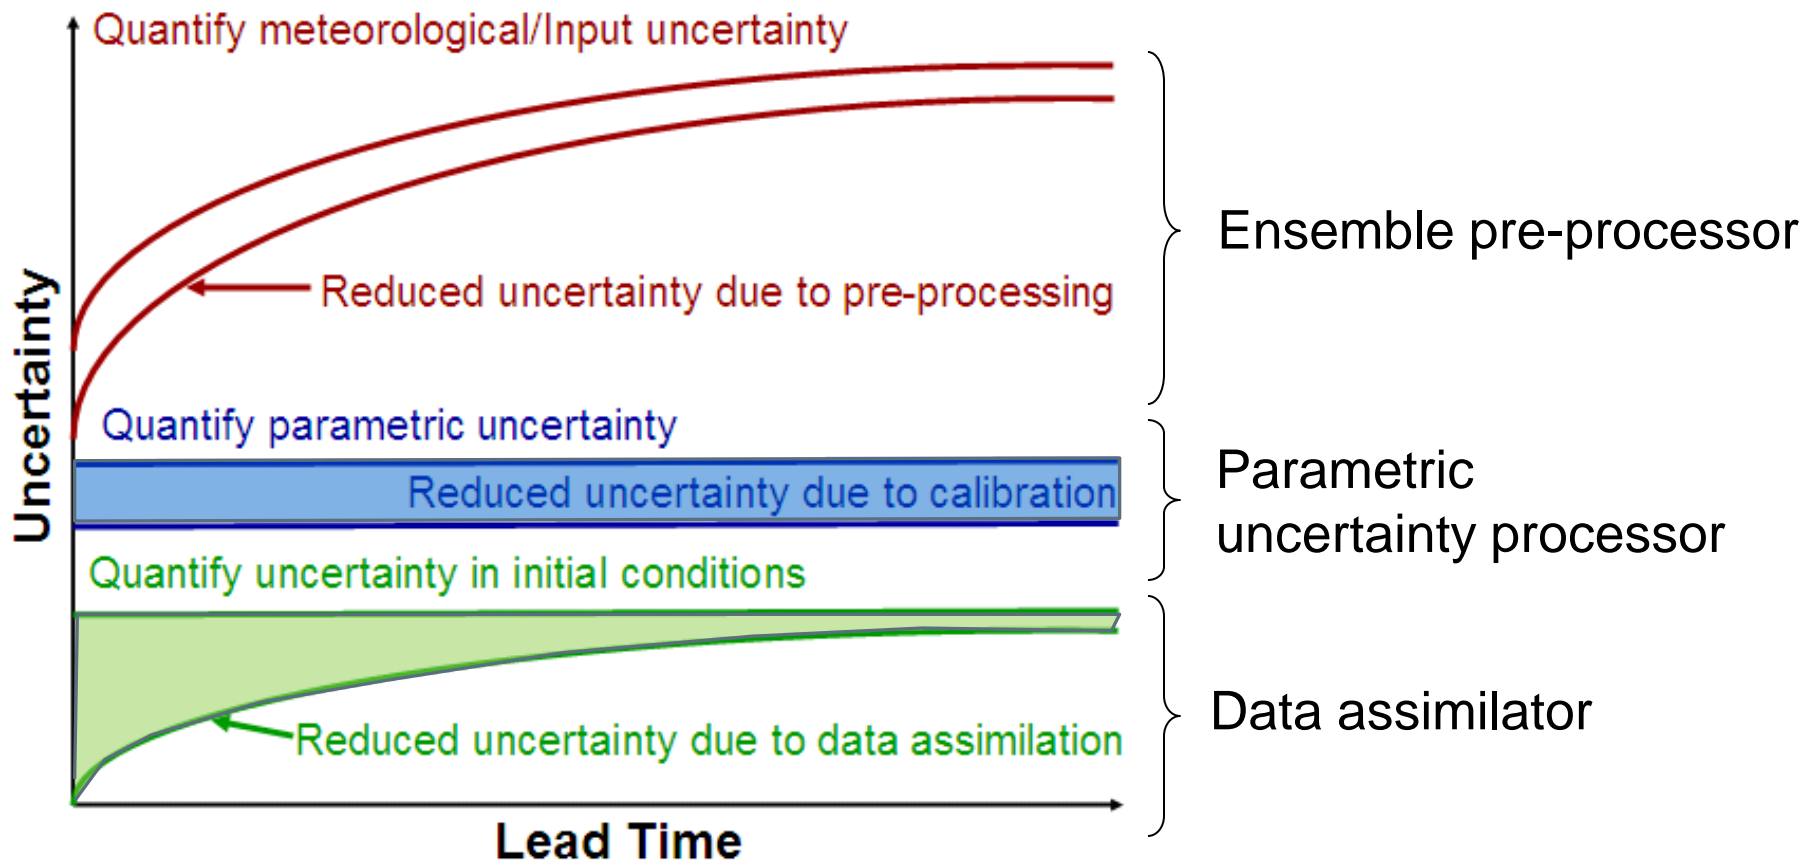 Quantify meteorological/Input uncertainty
Reduced uncertainty due to pre-processing
Ensemble pre-processor
Quantify parametric uncertainty
Reduced uncertainty due to calibration
Parametric
uncertainty processor
Quantify uncertainty in initial conditions
Reduced uncertainty due to data assimilation
Data assimilator
Uncertainty
Lead Time